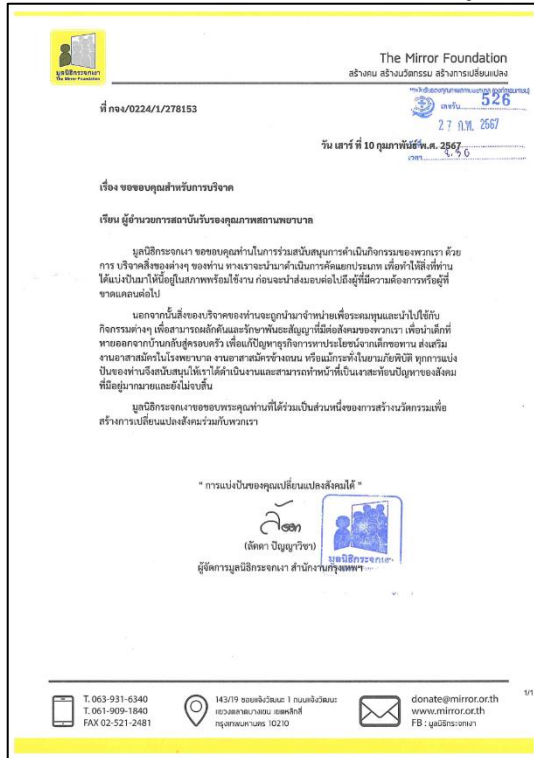 มูลนิธิกระจกเงา
The Mirror Foundation
The Mirror Foundation
สร้างคน สร้างนวัตกรรม สร้างการเปลี่ยนแปลง
ที่ กจง/0224/1/278153
เลขรับ 526
27 ก.พ. 2567
วัน เสาร์ ที่ 10 กุมภาพันธ์ พ.ศ. 2567
เวลา
เรื่อง ขอขอบคุณสำหรับการบริจาค
เรียน ผู้อำนวยการสถาบันรับรองคุณภาพสถานพยาบาล
มูลนิธิกระจกเงา ขอขอบคุณท่านในการร่วมสนับสนุนการดำเนินกิจกรรมของพวกเรา ด้วย
การ บริจาคสิ่งของต่างๆ ของท่าน ทางเราจะนำมาดำเนินการคัดแยกประเภท เพื่อทำให้สิ่งที่ท่าน
ได้แบ่งปันมาให้นี้อยู่ในสภาพพร้อมใช้งาน ก่อนจะนำส่งมอบต่อไปถึงผู้ที่มีความต้องการหรือผู้ที่
ขาดแคลนต่อไป
นอกจากนั้นสิ่งของบริจาคของท่านจะถูกนำมาจำหน่ายเพื่อระดมทุนและนำไปใช้กับ
กิจกรรมต่างๆ เพื่อสามารถผลักดันและรักษาพันธะสัญญาที่มีต่อสังคมของพวกเรา เพื่อนำเด็กที่
หายออกจากบ้านกลับสู่ครอบครัว เพื่อแก้ปัญหาธุรกิจการหาประโยชน์จากเด็กขอทาน ส่งเสริม
งานอาสาสมัครในโรงพยาบาล งานอาสาสมัครข้างถนน หรือแม้กระทั่งในยามภัยพิบัติ ทุกการแบ่ง
ปันของท่านจึงสนับสนุนให้เราได้ดำเนินงานและสามารถทำหน้าที่เป็นเงาสะท้อนปัญหาของสังคม
ที่มีอยู่มากมายและยังไม่จบสิ้น
มูลนิธิกระจกเงาขอขอบพระคุณท่านที่ได้ร่วมเป็นส่วนหนึ่งของการสร้างนวัตกรรมเพื่อ
สร้างการเปลี่ยนแปลงสังคมร่วมกับพวกเรา
" การแบ่งปันของคุณเปลี่ยนแปลงสังคมได้ "
(ลัดดา ปัญญาวิชา)
มูลนิธิกระจกเงา
ผู้จัดการมูลนิธิกระจกเงา สำนักงานกรุงเทพฯ
T. 063-931-6340
T. 061-909-1840
FAX 02-521-2481
143/19 ซอยแจ้งวัฒนะ 1 ถนนแจ้งวัฒนะ
แขวงตลาดบางเขน เขตหลักสี่
กรุงเทพมหานคร 10210
donate@mirror.or.th
www.mirror.or.th
FB : มูลนิธิกระจกเงา
1/1